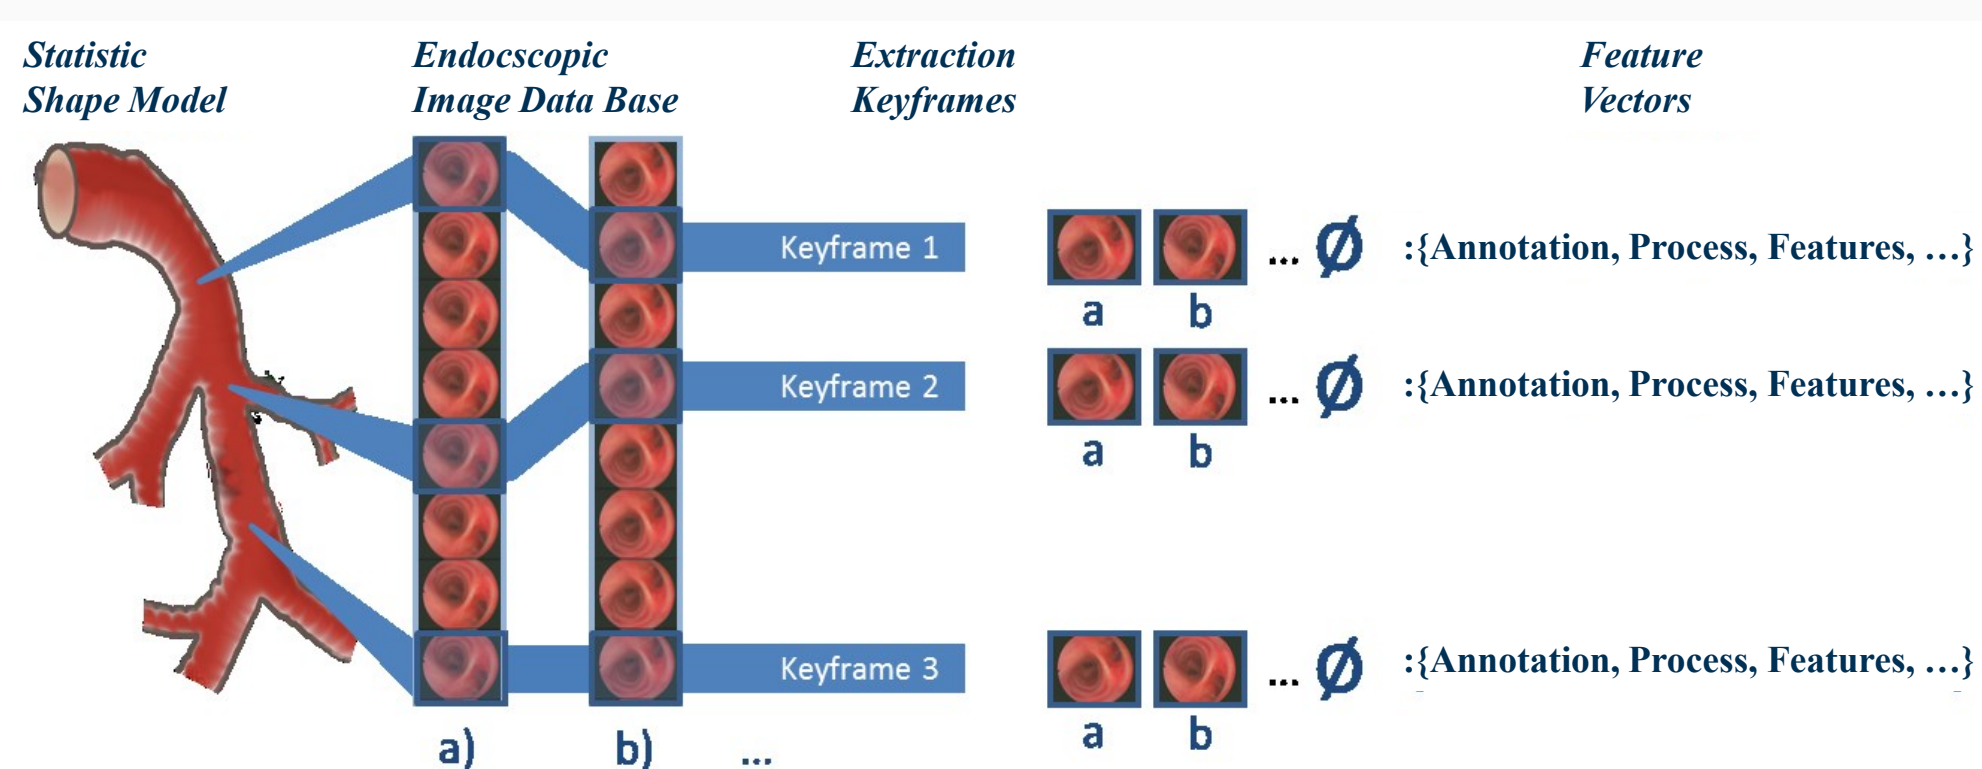 Statistic
Shape Model
Endocscopic
Image Data Base
Extraction
Keyframes
Feature
Vectors
Keyframe 1
... Ø :{Annotation, Process, Features, ...}
a b
Keyframe 2
... Ø :{Annotation, Process, Features, ...}
a b
Keyframe 3
... Ø :{Annotation, Process, Features, ...}
a b
a) b) ...